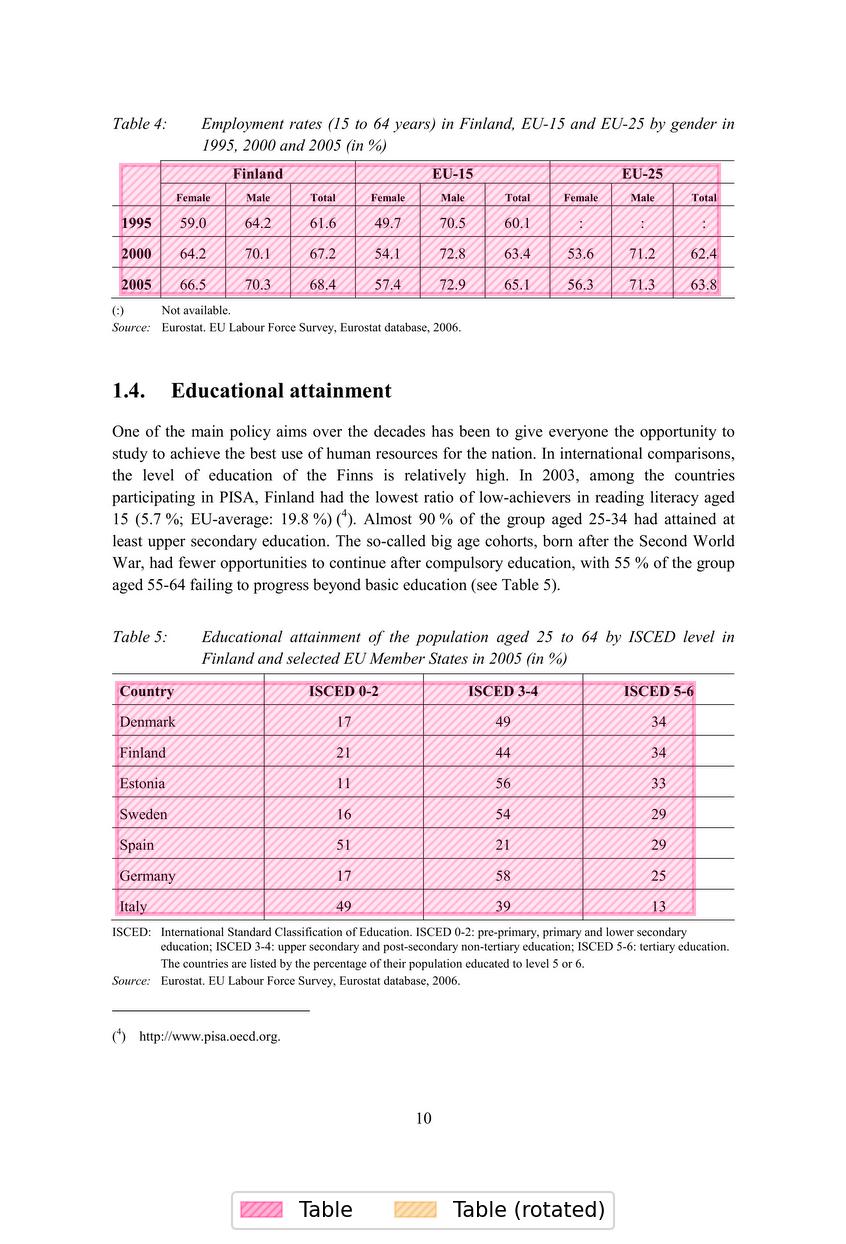 Table 4: Employment rates (15 to 64 years) in Finland, EU-15 and EU-25 by gender in
1995, 2000 and 2005 (in %)
Finland EU-15 EU-25
Female Male Total Female Male Total Female Male Total
1995 59.0 64.2 61.6 49.7 70.5 60.1 : : :
2000 64.2 70.1 67.2 54.1 72.8 63.4 53.6 71.2 62.4
2005 66.5 70.3 68.4 57.4 72.9 65.1 56.3 71.3 63.8
(:) Not available.
Source: Eurostat. EU Labour Force Survey, Eurostat database, 2006.
1.4. Educational attainment
One of the main policy aims over the decades has been to give everyone the opportunity to
study to achieve the best use of human resources for the nation. In international comparisons,
the level of education of the Finns is relatively high. In 2003, among the countries
participating in PISA, Finland had the lowest ratio of low-achievers in reading literacy aged
15 (5.7 %; EU-average: 19.8 %) (4). Almost 90 % of the group aged 25-34 had attained at
least upper secondary education. The so-called big age cohorts, born after the Second World
War, had fewer opportunities to continue after compulsory education, with 55 % of the group
aged 55-64 failing to progress beyond basic education (see Table 5).
Table 5: Educational attainment of the population aged 25 to 64 by ISCED level in
Finland and selected EU Member States in 2005 (in %)
Country ISCED 0-2 ISCED 3-4 ISCED 5-6
Denmark 17 49 34
Finland 21 44 34
Estonia 11 56 33
Sweden 16 54 29
Spain 51 21 29
Germany 17 58 25
Italy 49 39 13
ISCED: International Standard Classification of Education. ISCED 0-2: pre-primary, primary and lower secondary
education; ISCED 3-4: upper secondary and post-secondary non-tertiary education; ISCED 5-6: tertiary education.
The countries are listed by the percentage of their population educated to level 5 or 6.
Source: Eurostat. EU Labour Force Survey, Eurostat database, 2006.
(4) http://www.pisa.oecd.org.
10
Table Table (rotated)